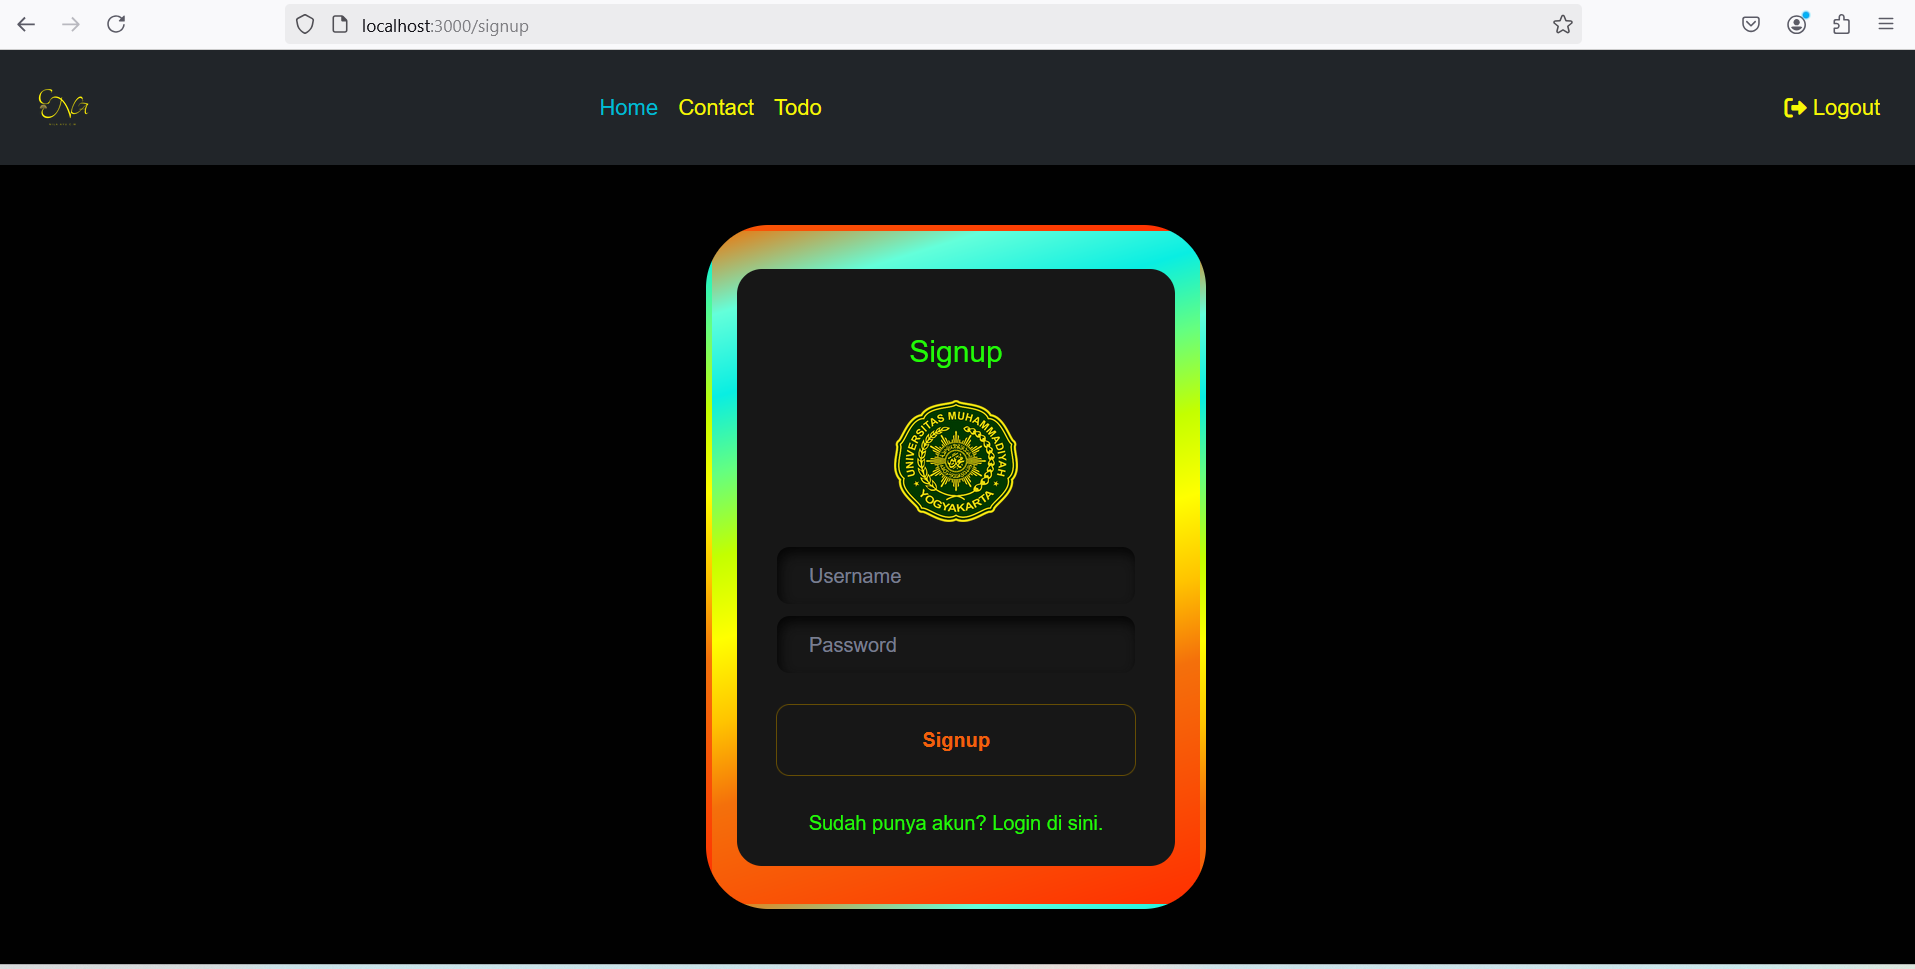 localhost:3000/signup
Home Contact Todo
Logout
Signup
UNIVERSITAS MUHAMMADIYAH
YOGYAKARTA
Username
Password
Signup
Sudah punya akun? Login di sini.